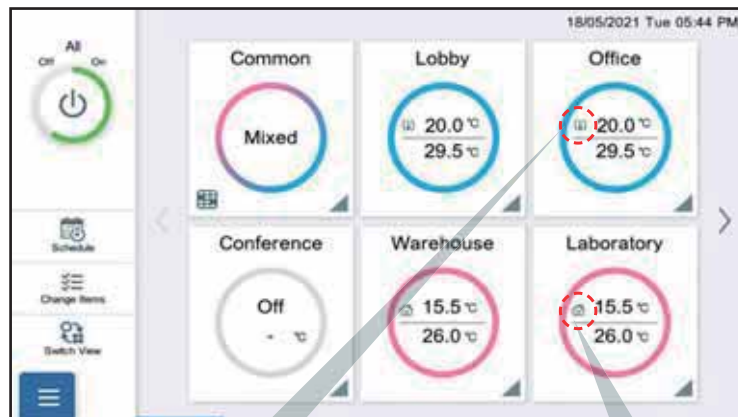 18/05/2021 Tue 05:44 PM
All
Off On
Schedule
Change Items
Switch View
Common
Mixed
Lobby
20.0 ℃
29.5 ℃
Office
20.0 ℃
29.5 ℃
Conference
Off
- ℃
Warehouse
15.5 ℃
26.0 ℃
Laboratory
15.5 ℃
26.0 ℃